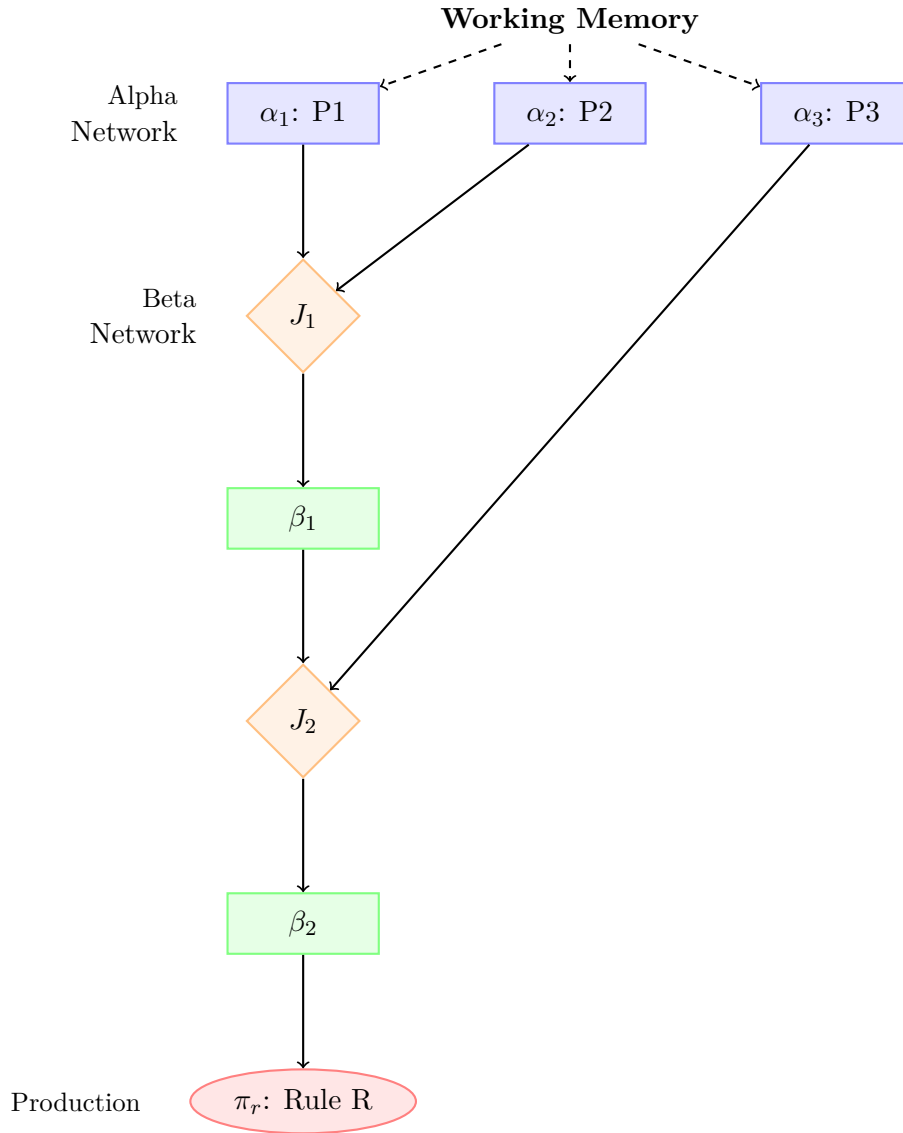 Working Memory
Alpha
Network
α₁: P1
α₂: P2
α₃: P3
Beta
Network
J₁
β₁
J₂
β₂
Production
πᵣ: Rule R